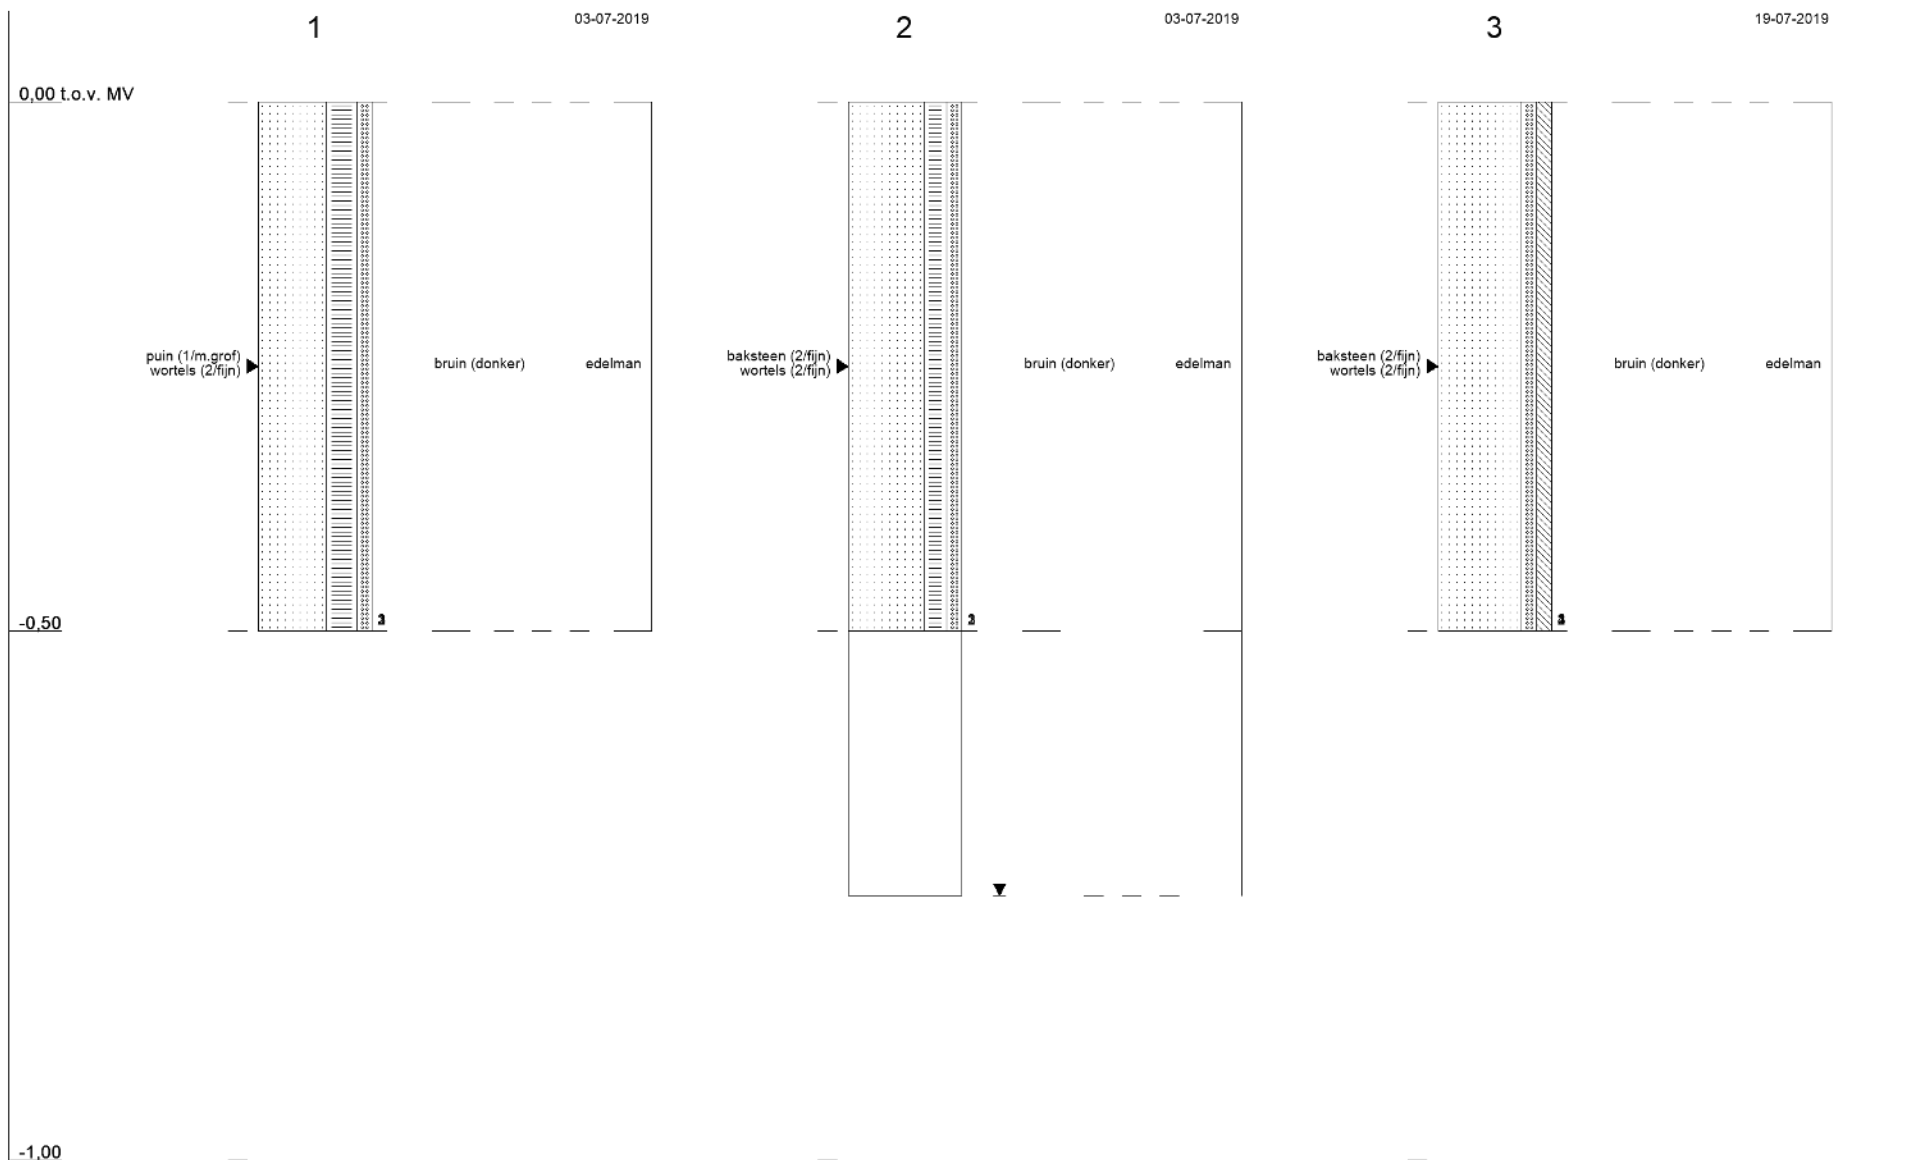 1
03-07-2019
2
03-07-2019
3
19-07-2019
0,00 t.o.v. MV
puin (1/m.grof)
wortels (2/fijn)
bruin (donker)
edelman
baksteen (2/fijn)
wortels (2/fijn)
bruin (donker)
edelman
baksteen (2/fijn)
wortels (2/fijn)
bruin (donker)
edelman
-0,50
-1,00